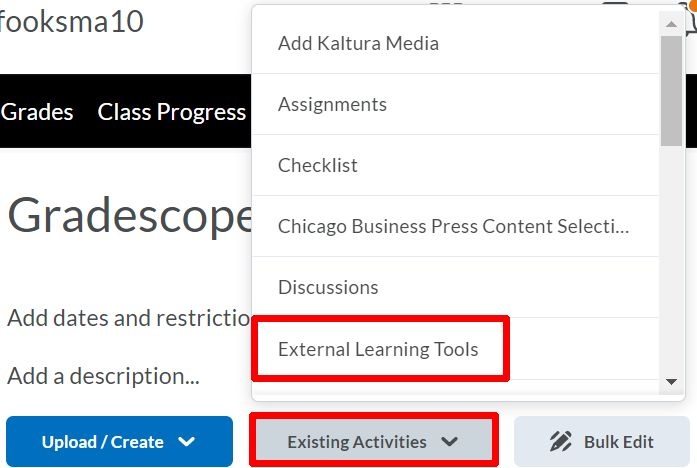 fooksma10
Grades Class Progress
Gradescope
Add dates and restrictio
Add a description...
Add Kaltura Media
Assignments
Checklist
Chicago Business Press Content Selecti...
Discussions
External Learning Tools
Upload / Create
Existing Activities
Bulk Edit